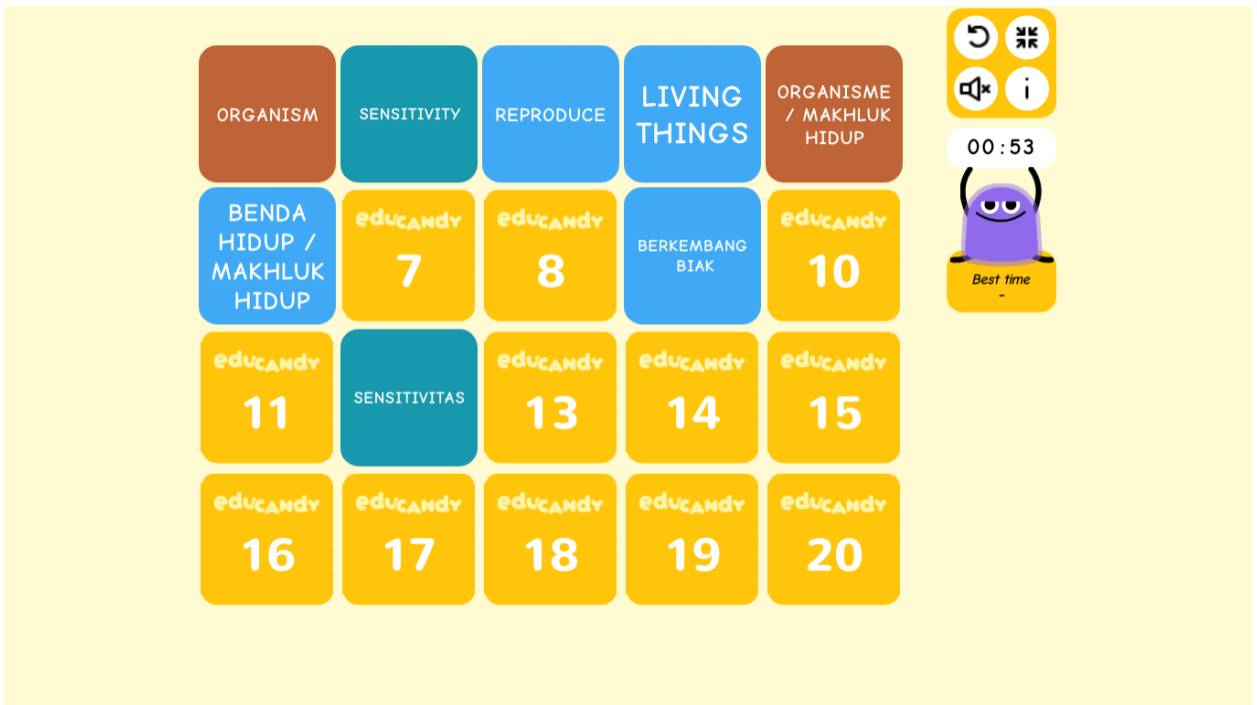 ORGANISM
SENSITIVITY
REPRODUCE
LIVING
THINGS
ORGANISME
/ MAKHLUK
HIDUP
BENDA
HIDUP /
MAKHLUK
HIDUP
educandy
7
educandy
8
BERKEMBANG
BIAK
educandy
10
educandy
11
SENSITIVITAS
educandy
13
educandy
14
educandy
15
educandy
16
educandy
17
educandy
18
educandy
19
educandy
20
i
00:53
Best time
-